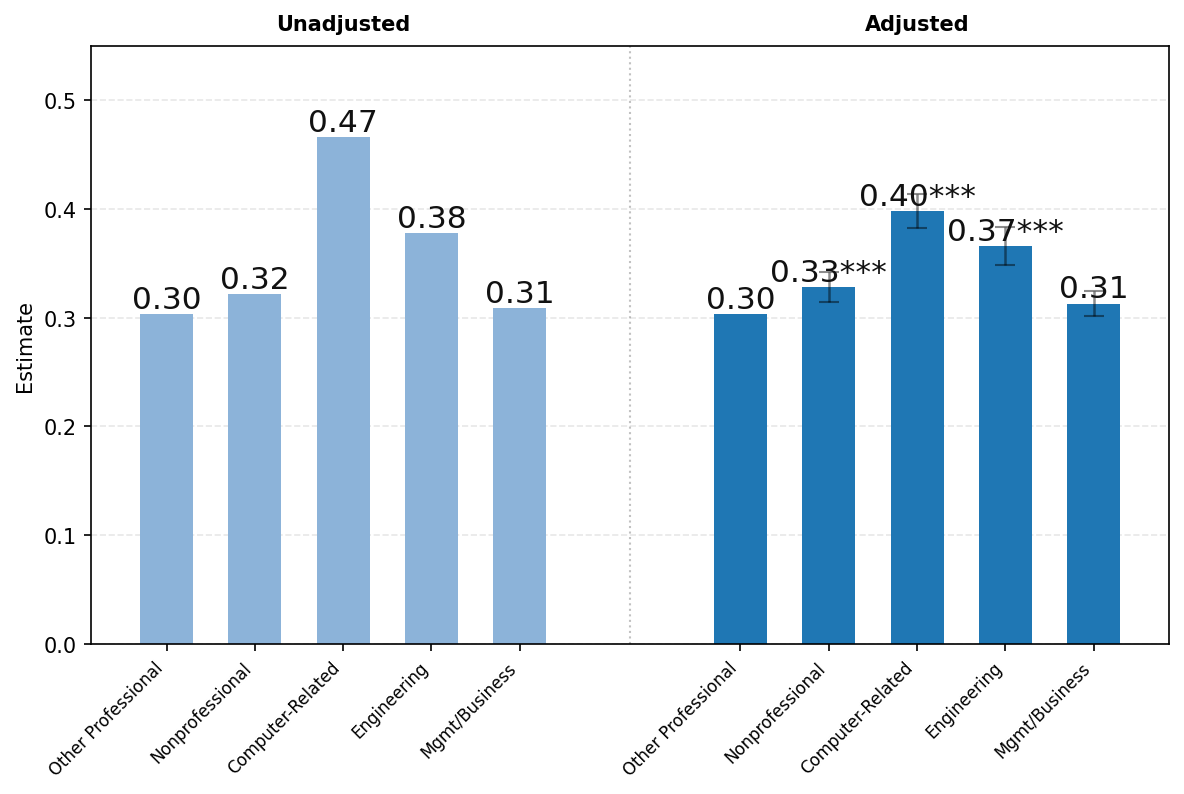 Unadjusted
Adjusted
Estimate
0.5
0.4
0.3
0.2
0.1
0.0
0.30
0.32
0.47
0.38
0.31
0.30
0.33***
0.40***
0.37***
0.31
Other Professional
Nonprofessional
Computer-Related
Engineering
Mgmt/Business
Other Professional
Nonprofessional
Computer-Related
Engineering
Mgmt/Business